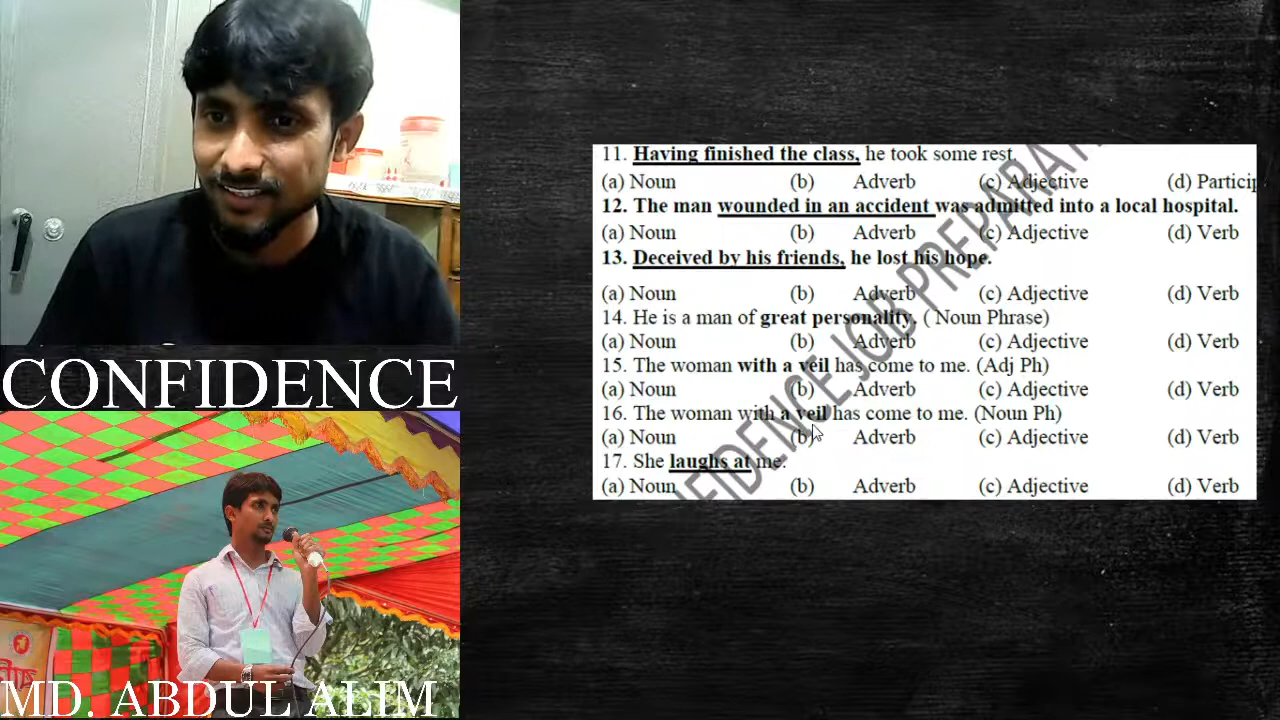 11. Having finished the class, he took some rest.
(a) Noun (b) Adverb (c) Adjective (d) Particip
12. The man wounded in an accident was admitted into a local hospital.
(a) Noun (b) Adverb (c) Adjective (d) Verb
13. Deceived by his friends, he lost his hope.
(a) Noun (b) Adverb (c) Adjective (d) Verb
14. He is a man of great personality. ( Noun Phrase)
(a) Noun (b) Adverb (c) Adjective (d) Verb
15. The woman with a veil has come to me. (Adj Ph)
(a) Noun (b) Adverb (c) Adjective (d) Verb
16. The woman with a veil has come to me. (Noun Ph)
(a) Noun (b) Adverb (c) Adjective (d) Verb
17. She laughs at me.
(a) Noun (b) Adverb (c) Adjective (d) Verb
CONFIDENCE
MD. ABDUL ALIM